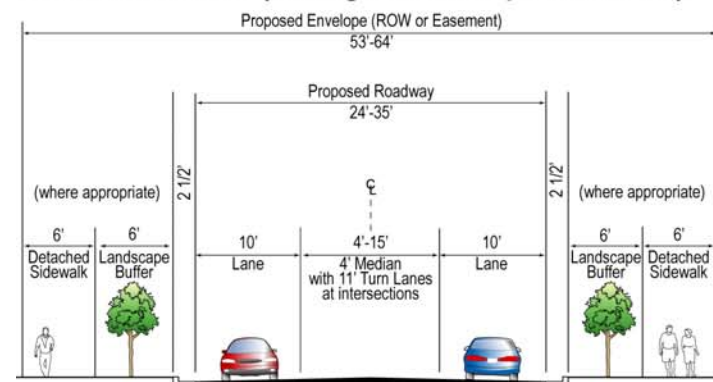 Proposed Envelope (ROW or Easement)
53'-64'
Proposed Roadway
24'-35'
2 1/2'
2 1/2'
(where appropriate)
(where appropriate)
℄
6'
6'
10'
4'-15'
10'
6'
6'
Detached
Sidewalk
Landscape
Buffer
Lane
4' Median
with 11' Turn Lanes
at intersections
Lane
Landscape
Buffer
Detached
Sidewalk